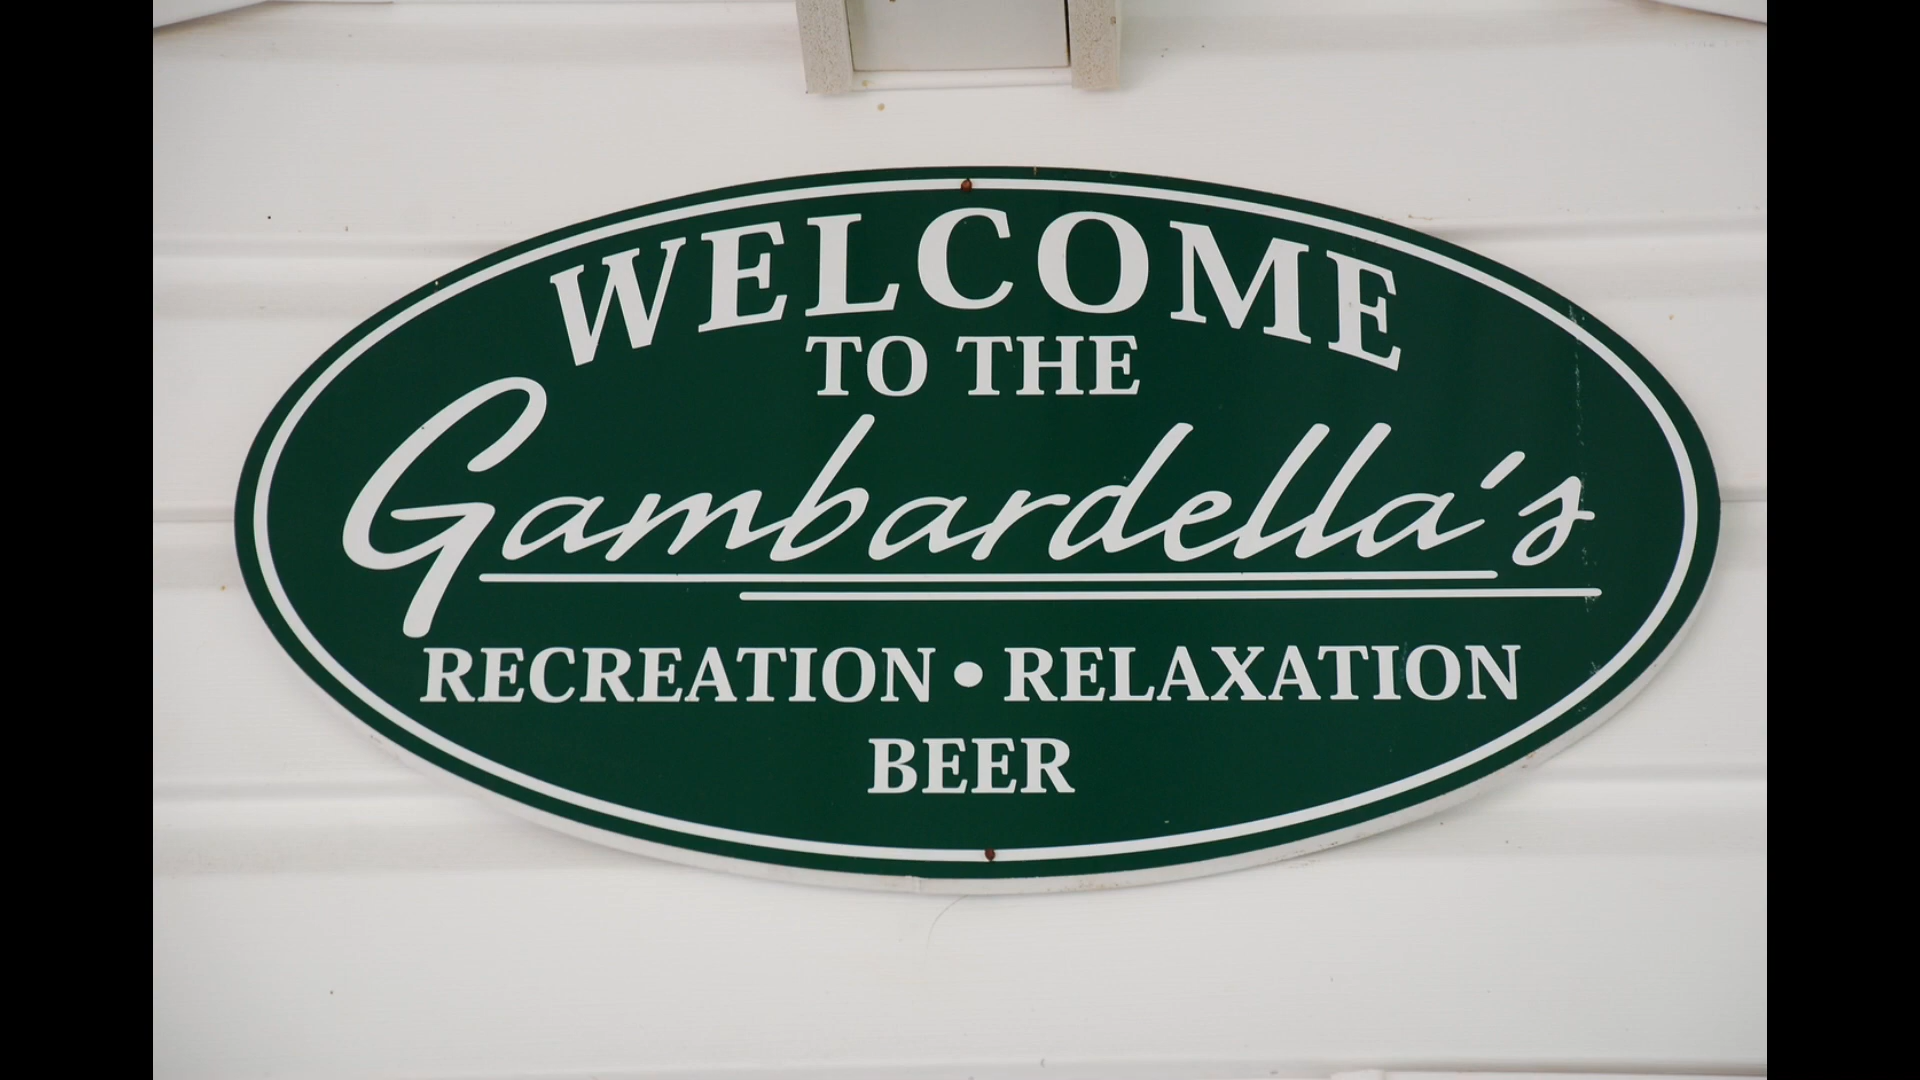 WELCOME
TO THE
Gambardella's
RECREATION • RELAXATION
BEER